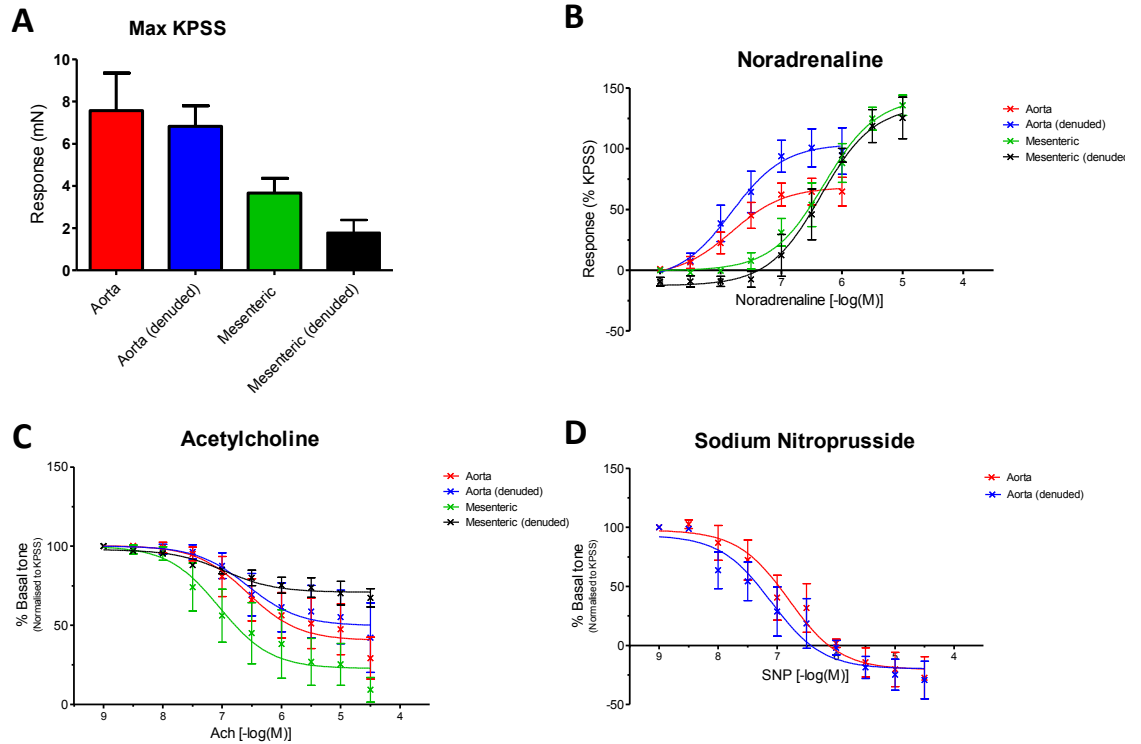 A
Max KPSS
Response (mN)
10
8
6
4
2
0
Aorta
Aorta (denuded)
Mesenteric
Mesenteric (denuded)
B
Noradrenaline
Response (% KPSS)
150
100
50
0
-50
7
6
5
4
Noradrenaline [-log(M)]
Aorta
Aorta (denuded)
Mesenteric
Mesenteric (denude
C
Acetylcholine
% Basal tone
(Normalised to KPSS)
150
100
50
0
9
8
7
6
5
4
Ach [-log(M)]
Aorta
Aorta (denuded)
Mesenteric
Mesenteric (denuded)
D
Sodium Nitroprusside
% Basal tone
(Normalised to KPSS)
150
100
50
0
-50
9
8
7
6
5
4
SNP [-log(M)]
Aorta
Aorta (denuded)